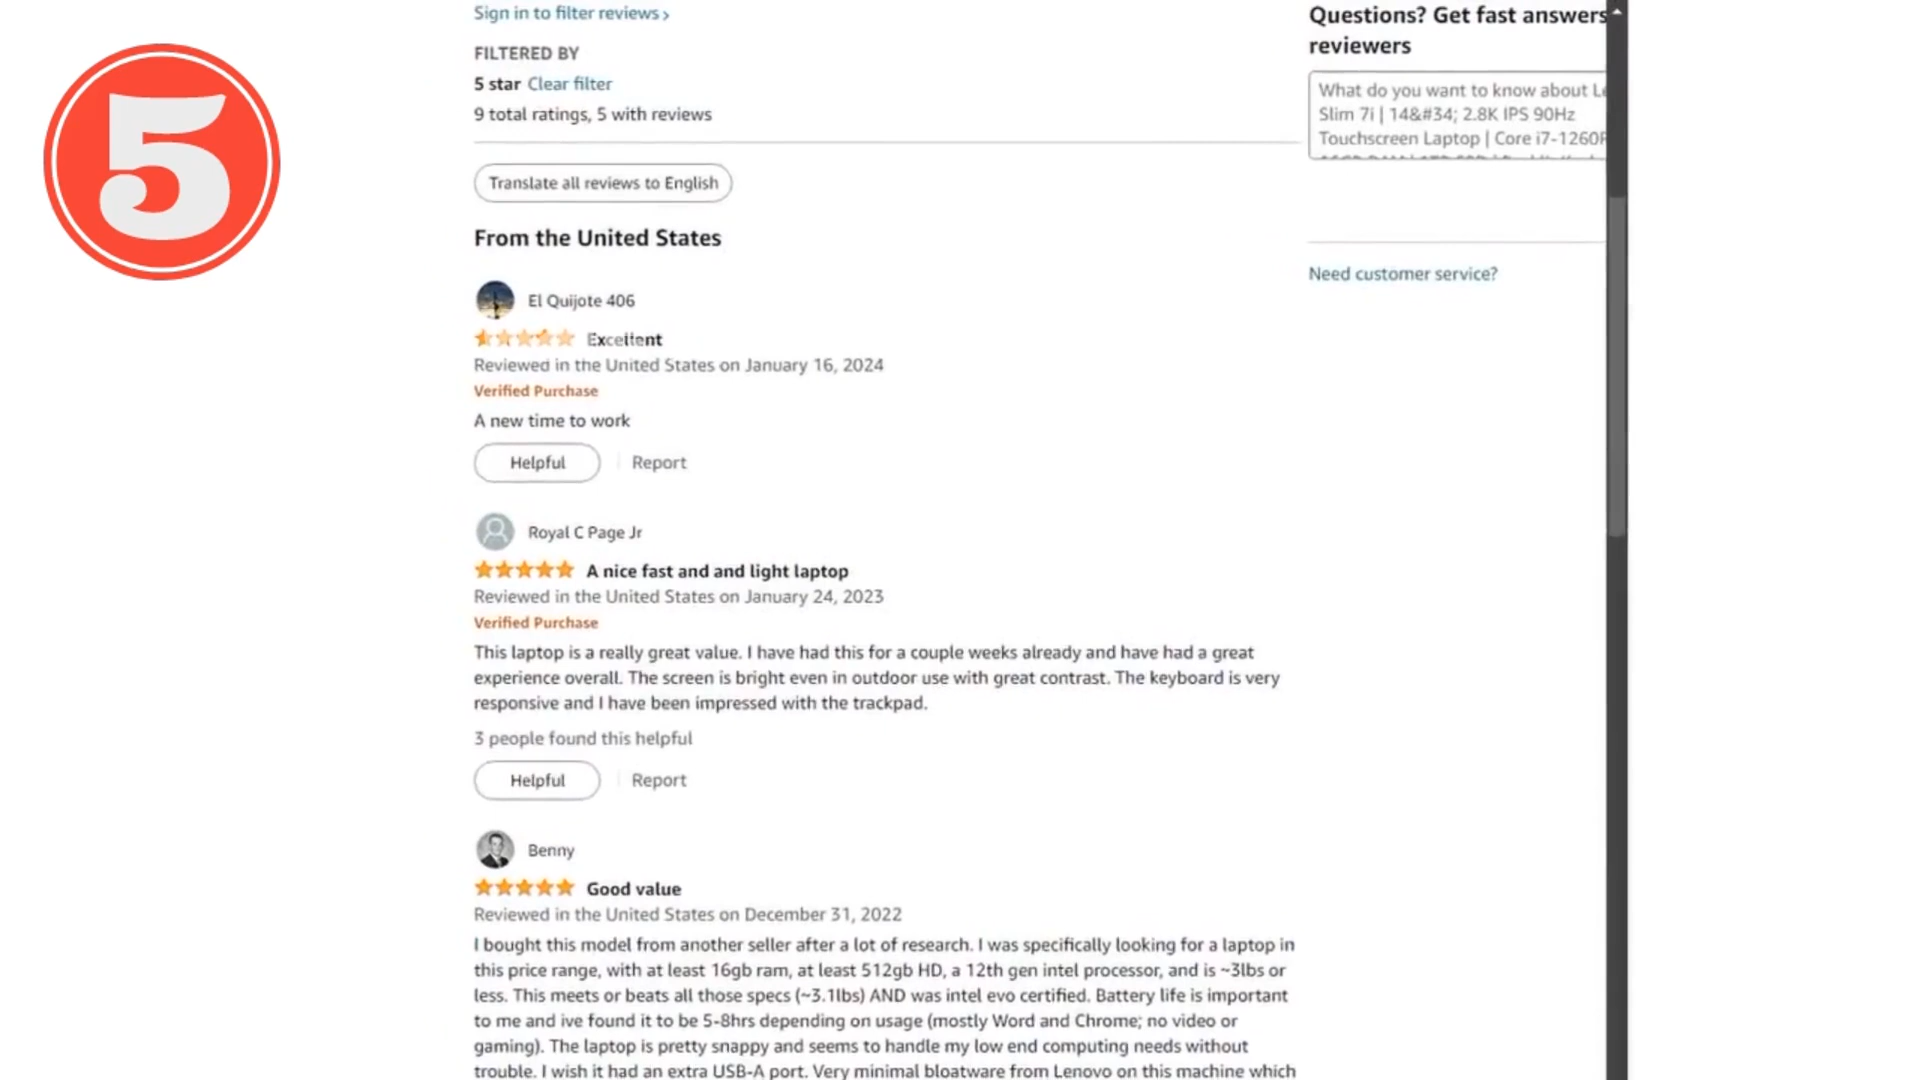 5
Sign in to filter reviews ›
FILTERED BY
5 star Clear filter
9 total ratings, 5 with reviews
Translate all reviews to English
From the United States
El Quijote 406
Excellent
Reviewed in the United States on January 16, 2024
Verified Purchase
A new time to work
Helpful
Report
Royal C Page Jr
A nice fast and and light laptop
Reviewed in the United States on January 24, 2023
Verified Purchase
This laptop is a really great value. I have had this for a couple weeks already and have had a great
experience overall. The screen is bright even in outdoor use with great contrast. The keyboard is very
responsive and I have been impressed with the trackpad.
3 people found this helpful
Helpful
Report
Benny
Good value
Reviewed in the United States on December 31, 2022
I bought this model from another seller after a lot of research. I was specifically looking for a laptop in
this price range, with at least 16gb ram, at least 512gb HD, a 12th gen intel processor, and is ~3lbs or
less. This meets or beats all those specs (~3.1lbs) AND was intel evo certified. Battery life is important
to me and ive found it to be 5-8hrs depending on usage (mostly Word and Chrome; no video or
gaming). The laptop is pretty snappy and seems to handle my low end computing needs without
trouble. I wish it had an extra USB-A port. Very minimal bloatware from Lenovo on this machine which
Questions? Get fast answers
reviewers
What do you want to know about
Slim 7i | 14&#34; 2.8K IPS 90Hz
Touchscreen Laptop | Core
Need customer service?